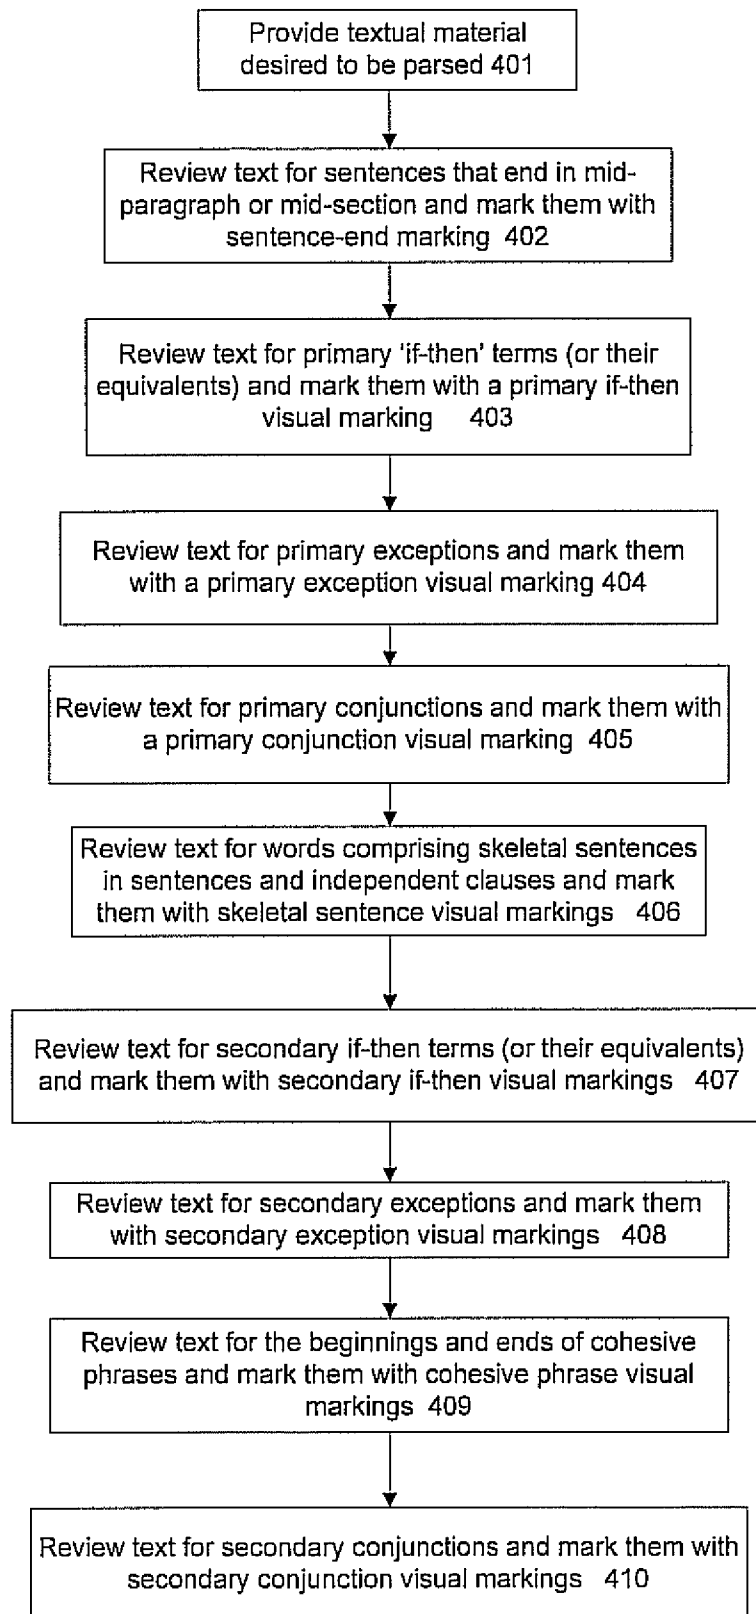 Provide textual material
desired to be parsed 401
Review text for sentences that end in mid-
paragraph or mid-section and mark them with
sentence-end marking 402
Review text for primary 'if-then' terms (or their
equivalents) and mark them with a primary if-then
visual marking 403
Review text for primary exceptions and mark them
with a primary exception visual marking 404
Review text for primary conjunctions and mark them with
a primary conjunction visual marking 405
Review text for words comprising skeletal sentences
in sentences and independent clauses and mark
them with skeletal sentence visual markings 406
Review text for secondary if-then terms (or their equivalents)
and mark them with secondary if-then visual markings 407
Review text for secondary exceptions and mark them
with secondary exception visual markings 408
Review text for the beginnings and ends of cohesive
phrases and mark them with cohesive phrase visual
markings 409
Review text for secondary conjunctions and mark them with
secondary conjunction visual markings 410